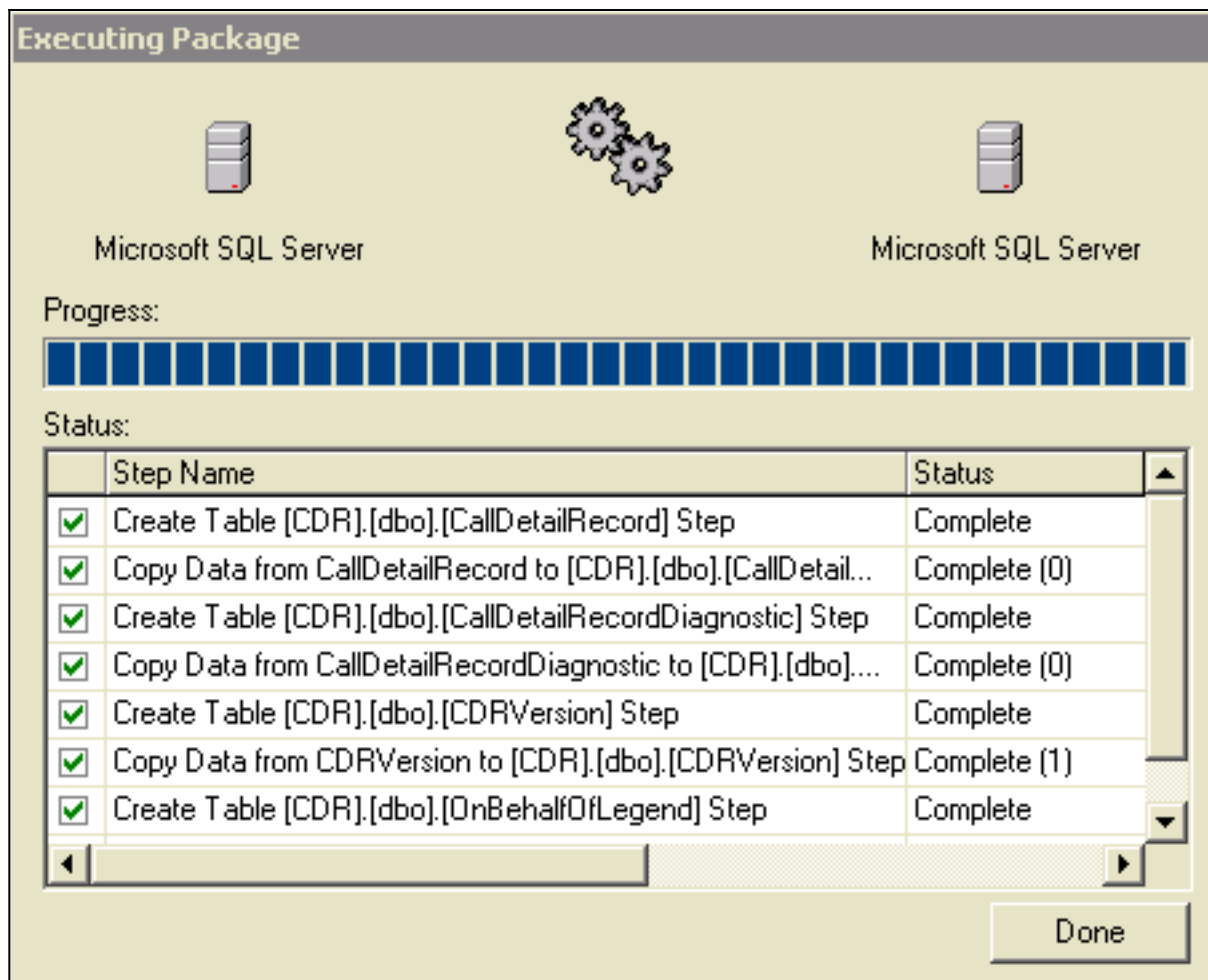 Executing Package
Microsoft SQL Server
Microsoft SQL Server
Progress:
Status:
Step Name Status
Create Table [CDR].[dbo].[CallDetailRecord] Step Complete
Copy Data from CallDetailRecord to [CDR].[dbo].[CallDetail... Complete (0)
Create Table [CDR].[dbo].[CallDetailRecordDiagnostic] Step Complete
Copy Data from CallDetailRecordDiagnostic to [CDR].[dbo].... Complete (0)
Create Table [CDR].[dbo].[CDRVersion] Step Complete
Copy Data from CDRVersion to [CDR].[dbo].[CDRVersion] Step Complete (1)
Create Table [CDR].[dbo].[OnBehalfOfLegend] Step Complete
Done